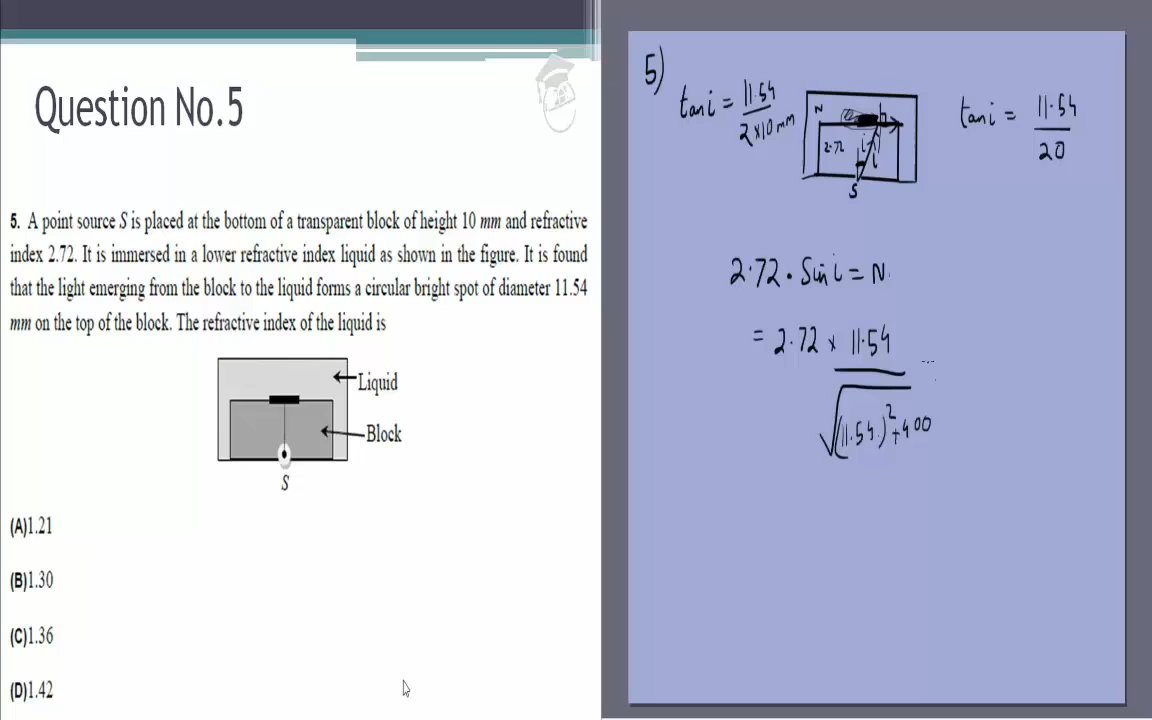 Question No.5
5. A point source S is placed at the bottom of a transparent block of height 10 mm and refractive
index 2.72. It is immersed in a lower refractive index liquid as shown in the figure. It is found
that the light emerging from the block to the liquid forms a circular bright spot of diameter 11.54
mm on the top of the block. The refractive index of the liquid is
Liquid
Block
S
(A)1.21
(B)1.30
(C)1.36
(D)1.42
5)
tan i = 11.54 / 2×10 mm
N
2.72
i
i
S
tan i = 11.54 / 20
2.72 . Sin i = N.
= 2.72 × 11.54
√(11.54.)²+400